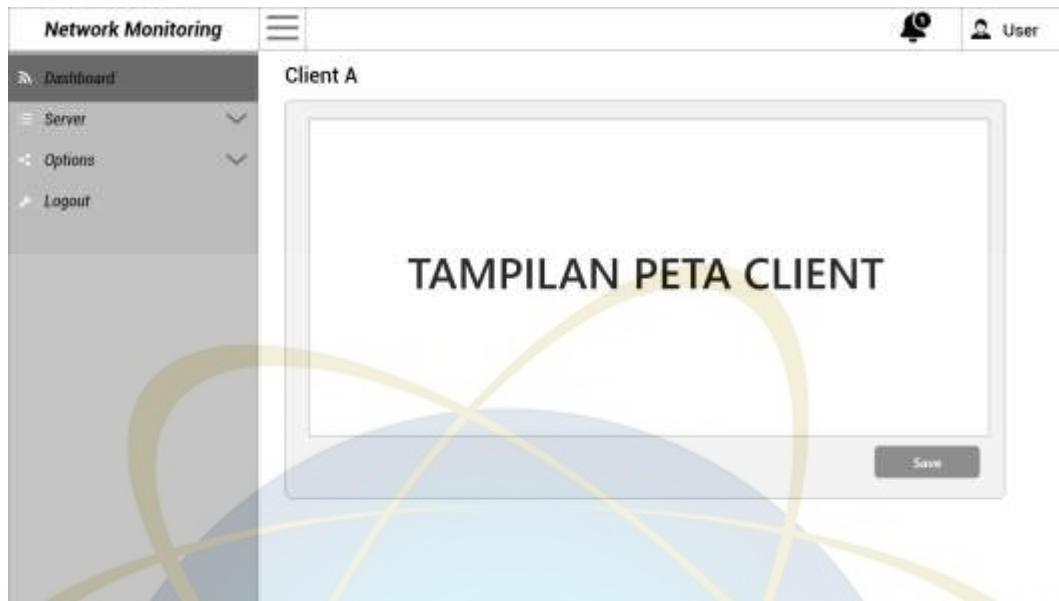 Network Monitoring
User
Dashboard
Client A
Server
Options
Logout
TAMPILAN PETA CLIENT
Save